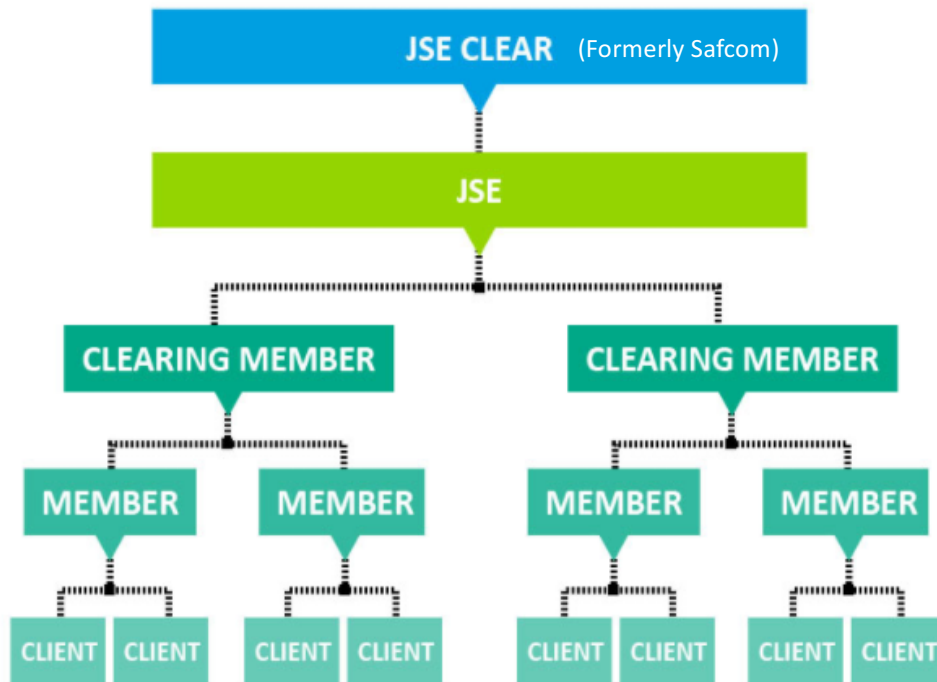 JSE CLEAR (Formerly Safcom)
JSE
CLEARING MEMBER CLEARING MEMBER
MEMBER MEMBER MEMBER MEMBER
CLIENT CLIENT CLIENT CLIENT CLIENT CLIENT CLIENT CLIENT